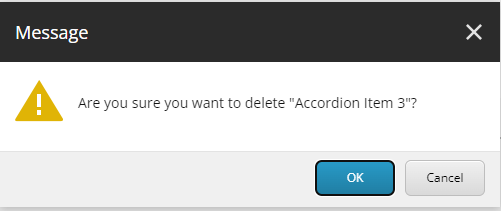 Message
Are you sure you want to delete "Accordion Item 3"?
OK
Cancel